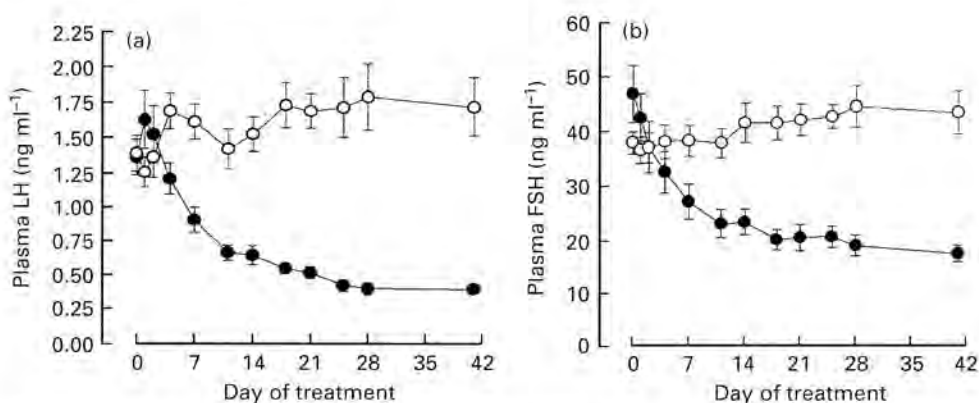 (a)
Plasma LH (ng ml⁻¹)
2.25
2.00
1.75
1.50
1.25
1.00
0.75
0.50
0.25
0.00
0 7 14 21 28 35 42
Day of treatment
(b)
Plasma FSH (ng ml⁻¹)
60
50
40
30
20
10
0
0 7 14 21 28 35 42
Day of treatment